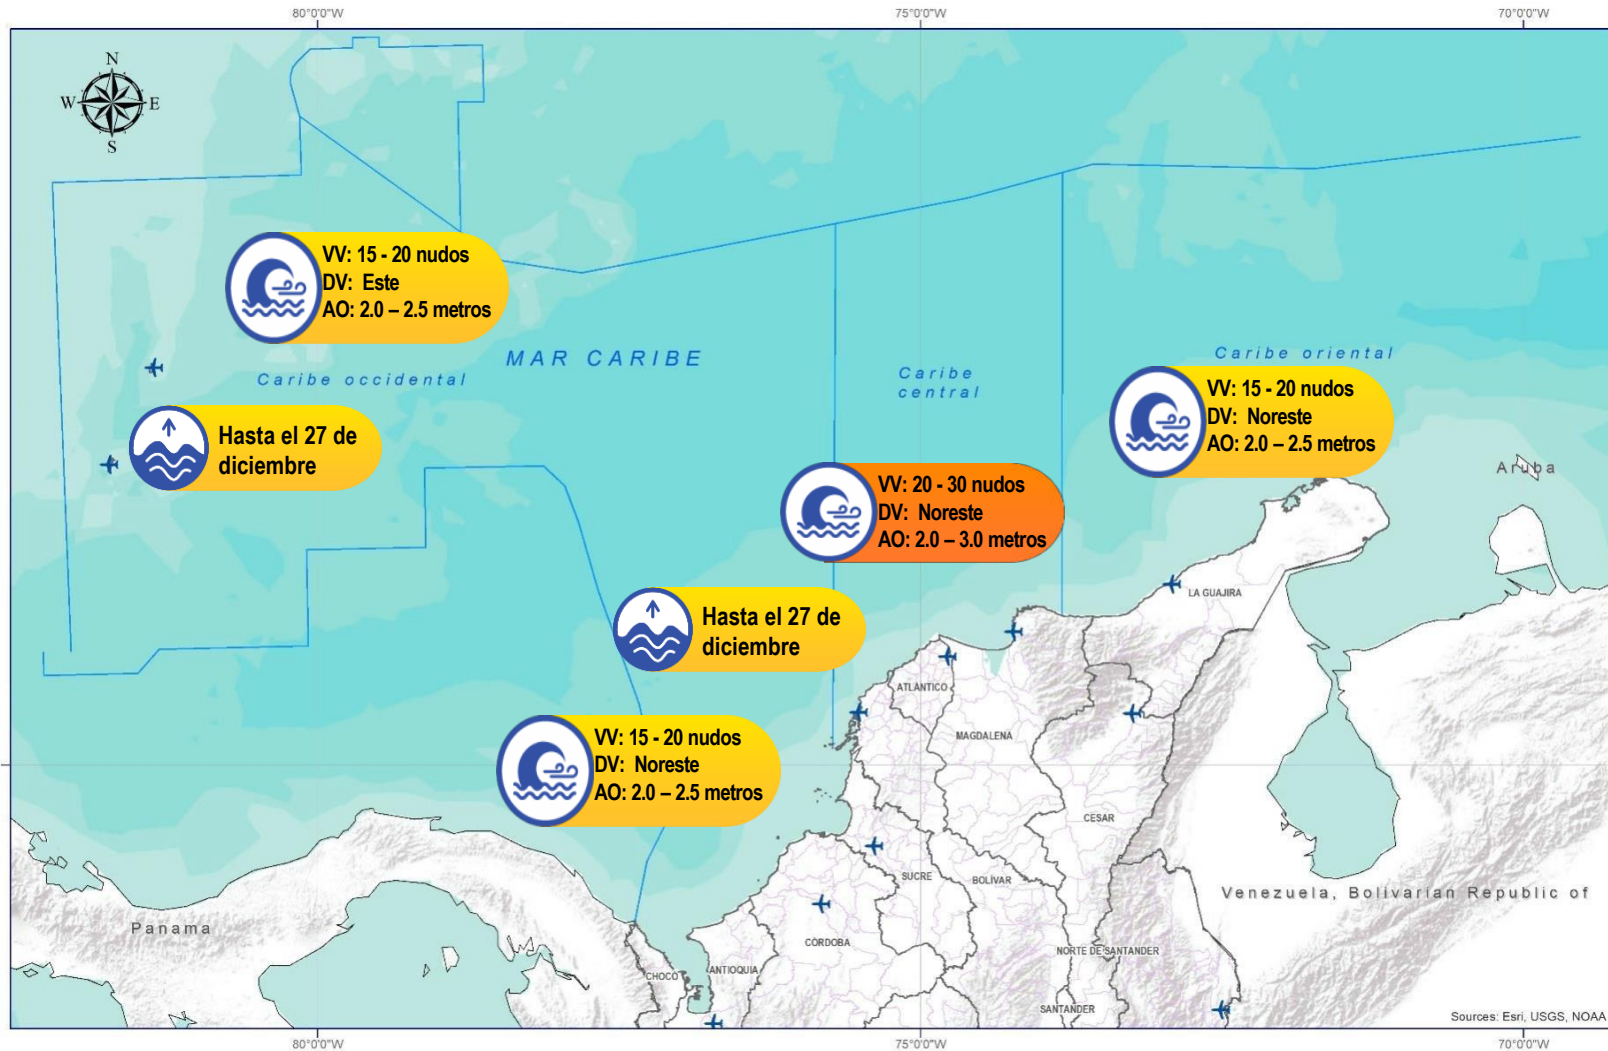 80°0'0"W
75°0'0"W
70°0'0"W
N
W
E
S
VV: 15 - 20 nudos
DV: Este
AO: 2.0 – 2.5 metros
MAR CARIBE
Caribe occidental
Caribe
central
Caribe oriental
VV: 15 - 20 nudos
DV: Noreste
AO: 2.0 – 2.5 metros
Hasta el 27 de
diciembre
Aruba
VV: 20 - 30 nudos
DV: Noreste
AO: 2.0 – 3.0 metros
LA GUAJIRA
Hasta el 27 de
diciembre
ATLÁNTICO
MAGDALENA
VV: 15 - 20 nudos
DV: Noreste
AO: 2.0 – 2.5 metros
CESAR
SUCRE
BOLÍVAR
Venezuela, Bolivarian Republic of
Panama
CÓRDOBA
NORTE DE SANTANDER
CHOCÓ
ANTIOQUIA
SANTANDER
Sources: Esri, USGS, NOAA
80°0'0"W
75°0'0"W
70°0'0"W